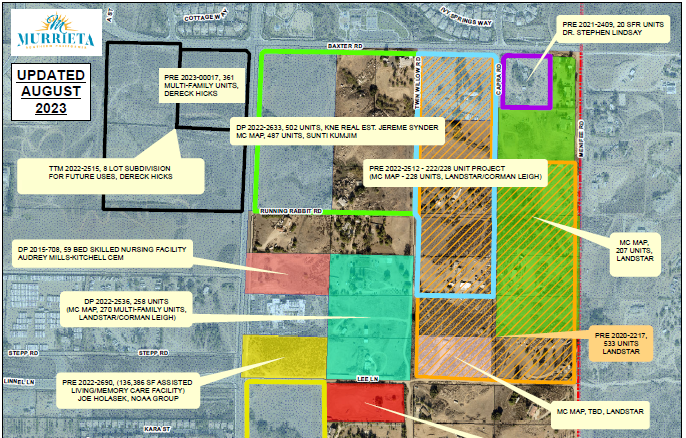 A ST
COTTAGE WAY
IVY SPRINGS WAY
MURRIETA
BAXTER RD
PRE 2021-2409, 20 SFR UNITS
DR. STEPHEN LINDSAY
UPDATED
AUGUST
2023
PRE 2023-00017, 361
MULTI-FAMILY UNITS,
DERECK HICKS
TWIN WILLOW RD
CAPRA RD
MENIFEE RD
DP 2022-2633, 502 UNITS, KNE REAL EST. JEREME SYNDER
MC MAP, 487 UNITS, SUNTI KUMJIM
TTM 2022-2515, 8 LOT SUBDIVISION
FOR FUTURE USES, DERECK HICKS
PRE 2022-2512 - 222/228 UNIT PROJECT
(MC MAP - 228 UNITS, LANDSTAR/CORMAN LEIGH)
RUNNING RABBIT RD
DP 2015-708, 59 BED SKILLED NURSING FACILITY
AUDREY MILLS-KITCHELL CEM
MC MAP,
207 UNITS,
LANDSTAR
DP 2022-2536, 258 UNITS
(MC MAP, 270 MULTI-FAMILY UNITS,
LANDSTAR/CORMAN LEIGH)
PRE 2020-2217,
533 UNITS
LANDSTAR
STEPP RD
STEPP RD
LINNEL LN
LEE LN
PRE 2022-2690, (136,386 SF ASSISTED
LIVING/MEMORY CARE FACILITY)
JOE HOLASEK, NOAA GROUP
MC MAP, TBD, LANDSTAR
KARA ST